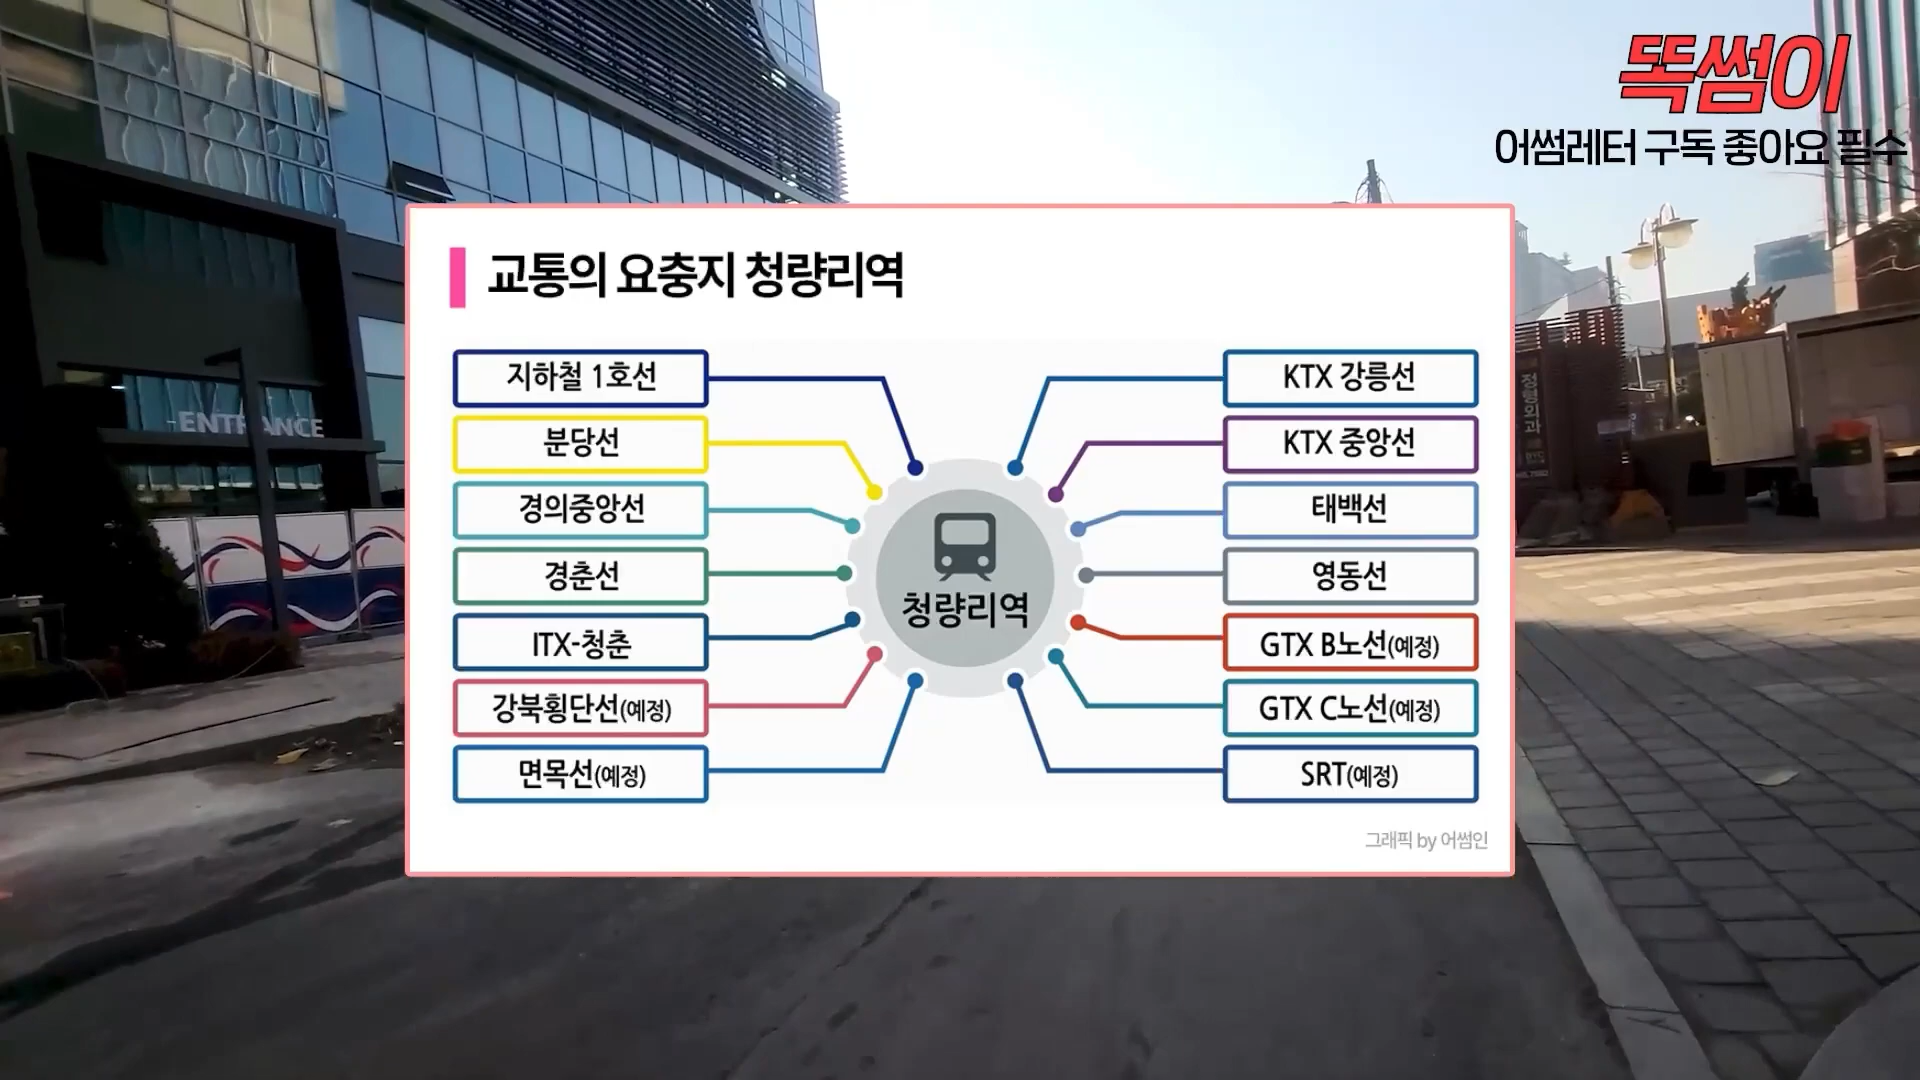 똑썸이
어썸레터 구독 좋아요 필수
교통의 요충지 청량리역
지하철 1호선
분당선
경의중앙선
경춘선
ITX-청춘
강북횡단선(예정)
면목선(예정)
청량리역
KTX 강릉선
KTX 중앙선
태백선
영동선
GTX B노선(예정)
GTX C노선(예정)
SRT(예정)
그래픽 by 어썸인
ENTRANCE